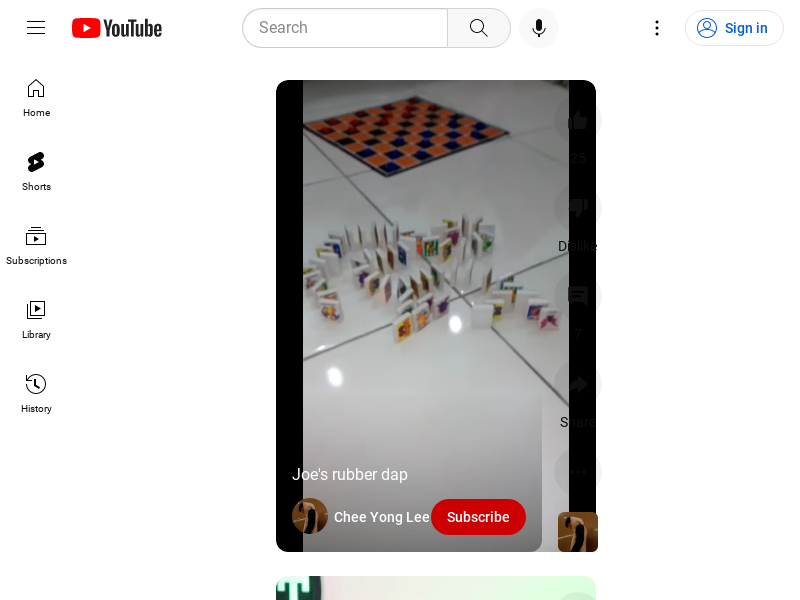 YouTube
Search
Sign in
Home
Shorts
Subscriptions
Library
History
25
Dislike
7
Share
Joe's rubber dap
Chee Yong Lee
Subscribe